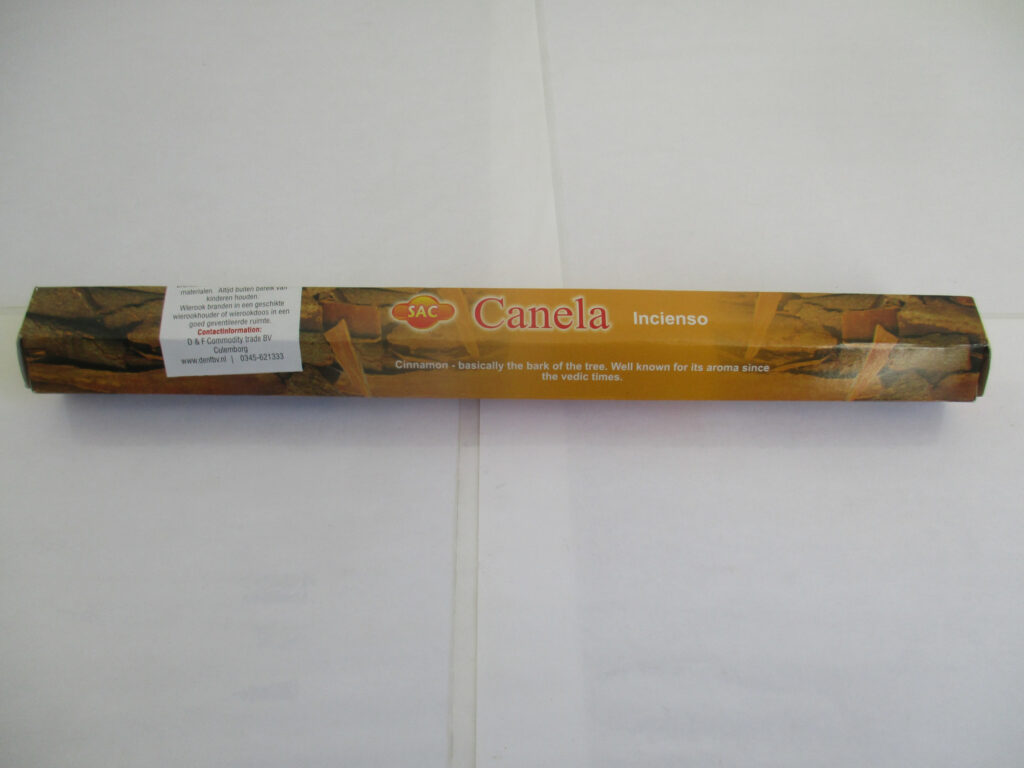 materialen. Altijd buiten bereik van
kinderen houden.
Wierook branden in een geschikte
wierookhouder of wierookdoos in een
goed geventileerde ruimte.
Contactinformation:
D & F Commodity trade BV
Culemborg
www.denfbv.nl | 0345-621333
SAC
Canela Incienso
Cinnamon - basically the bark of the tree. Well known for its aroma since
the vedic times.